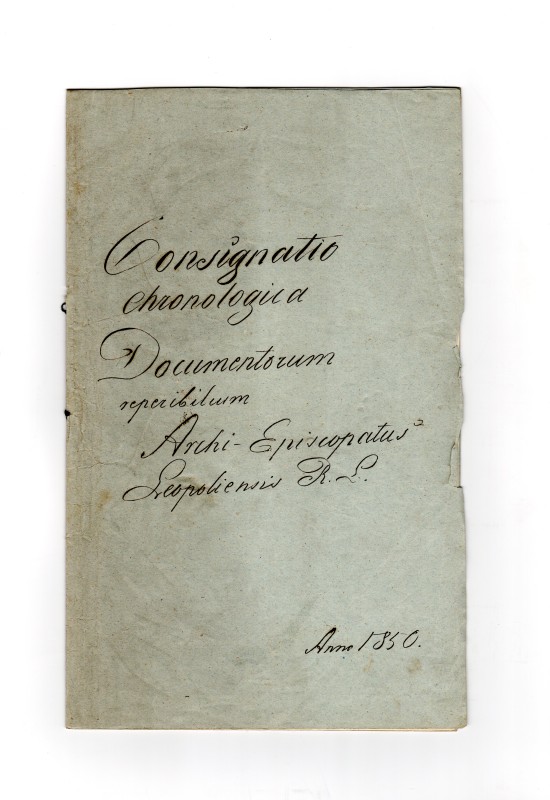 Consignatio
chronologica
Documentorum
reperibilium
Archi-Episcopatus
Leopoliensis R. L.
Anno 1850.